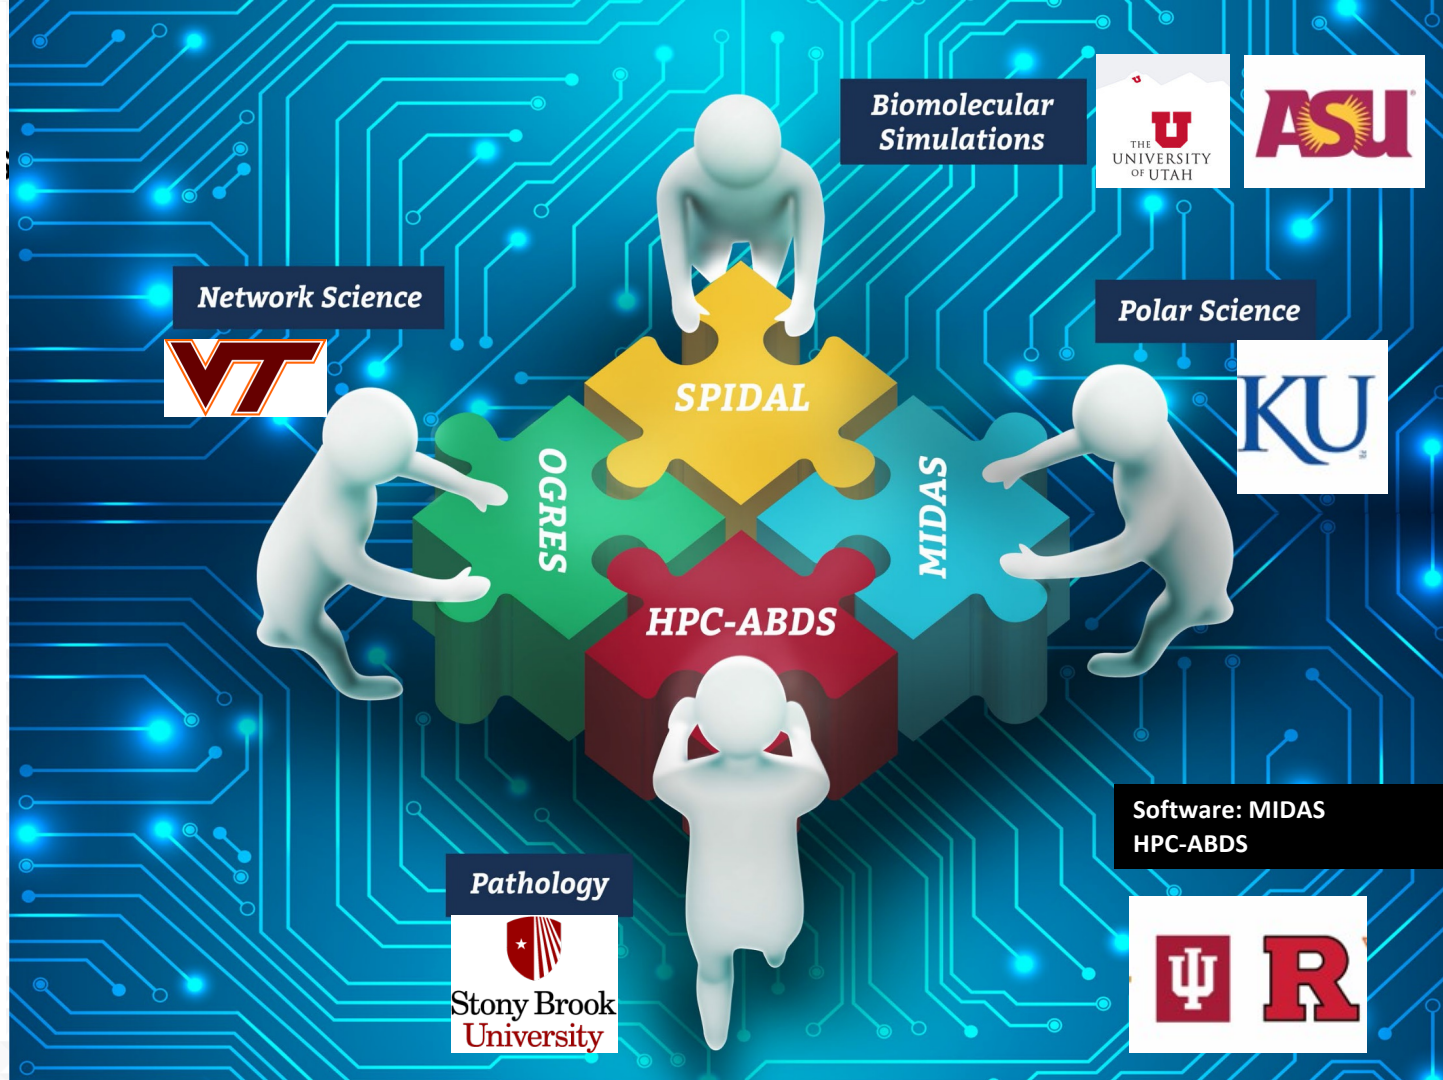 Biomolecular
Simulations
THE
UNIVERSITY
OF UTAH
ASU
Network Science
VT
Polar Science
KU
SPIDAL
OGRES
MIDAS
HPC-ABDS
Software: MIDAS
HPC-ABDS
Pathology
Stony Brook
University
R